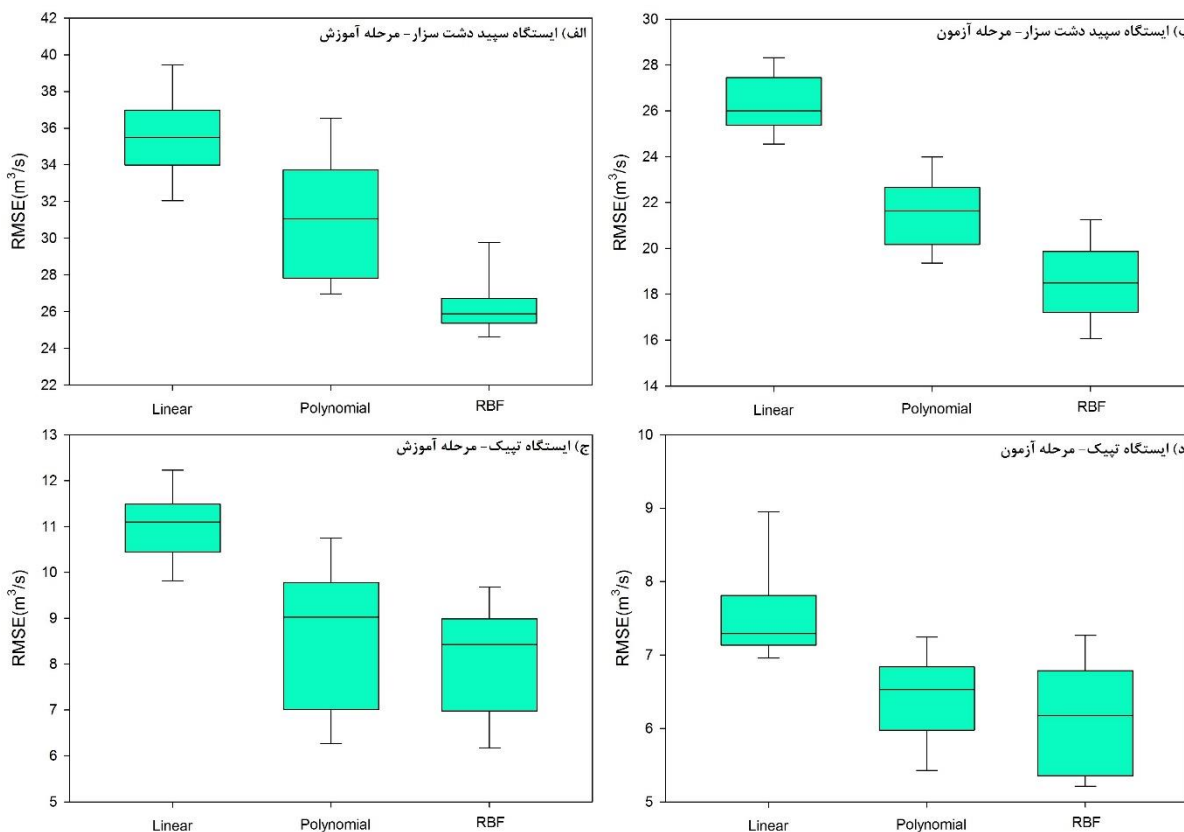 الف) ایستگاه سپید دشت سزار- مرحله آموزش
42
40
38
36
34
32
30
28
26
24
22
RMSE(m³/s)
Linear Polynomial RBF
ب) ایستگاه سپید دشت سزار- مرحله آزمون
30
28
26
24
22
20
18
16
14
RMSE(m³/s)
Linear Polynomial RBF
ج) ایستگاه تپیک- مرحله آموزش
13
12
11
10
9
8
7
6
5
RMSE(m³/s)
Linear Polynomial RBF
د) ایستگاه تپیک- مرحله آزمون
10
9
8
7
6
5
RMSE(m³/s)
Linear Polynomial RBF